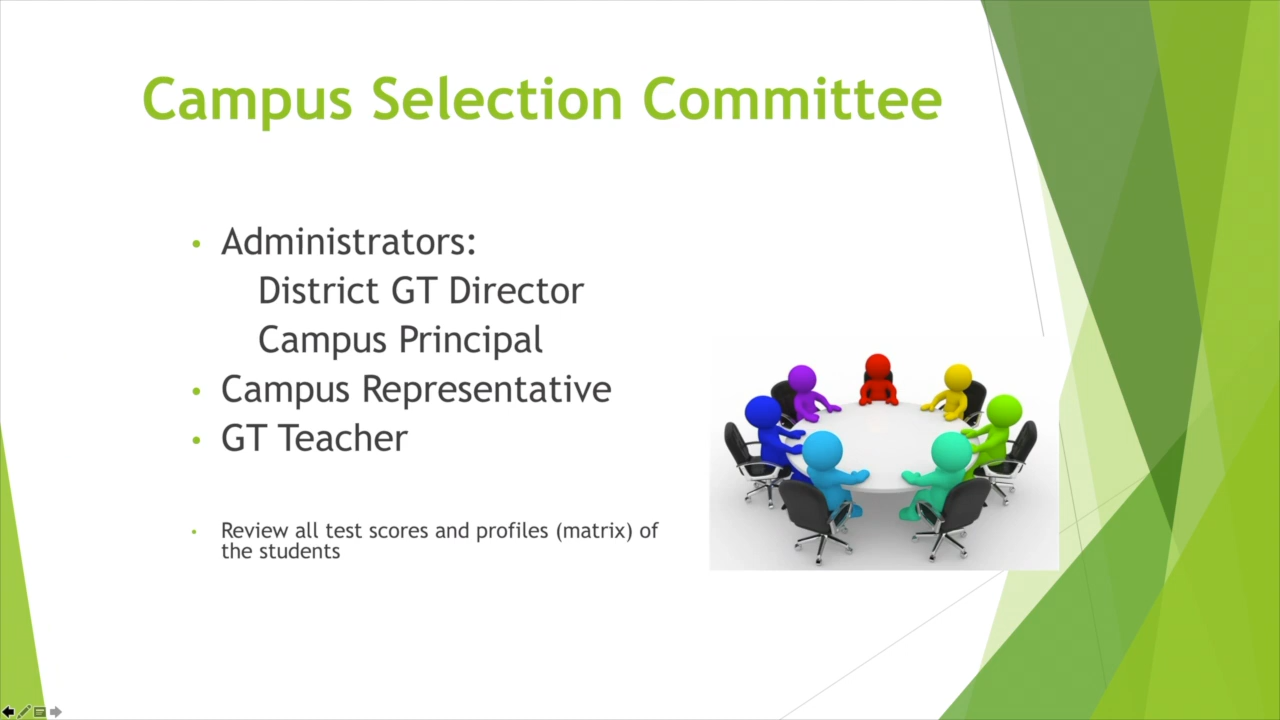 Campus Selection Committee
• Administrators:
District GT Director
Campus Principal
• Campus Representative
• GT Teacher
• Review all test scores and profiles (matrix) of
the students